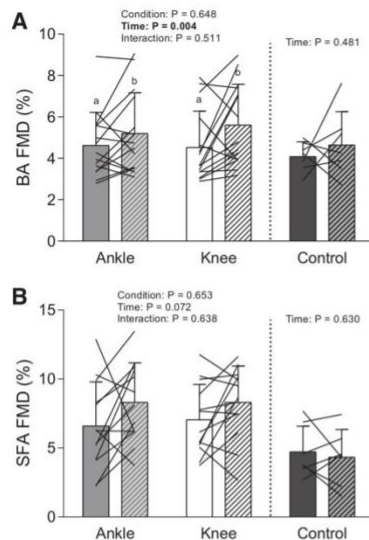 A
Condition: P = 0.648
Time: P = 0.004
Interaction: P = 0.511
Time: P = 0.481
BA FMD (%)
10
8
6
4
2
0
a
b
a
b
Ankle
Knee
Control
B
Condition: P = 0.653
Time: P = 0.072
Interaction: P = 0.638
Time: P = 0.630
SFA FMD (%)
15
10
5
0
Ankle
Knee
Control